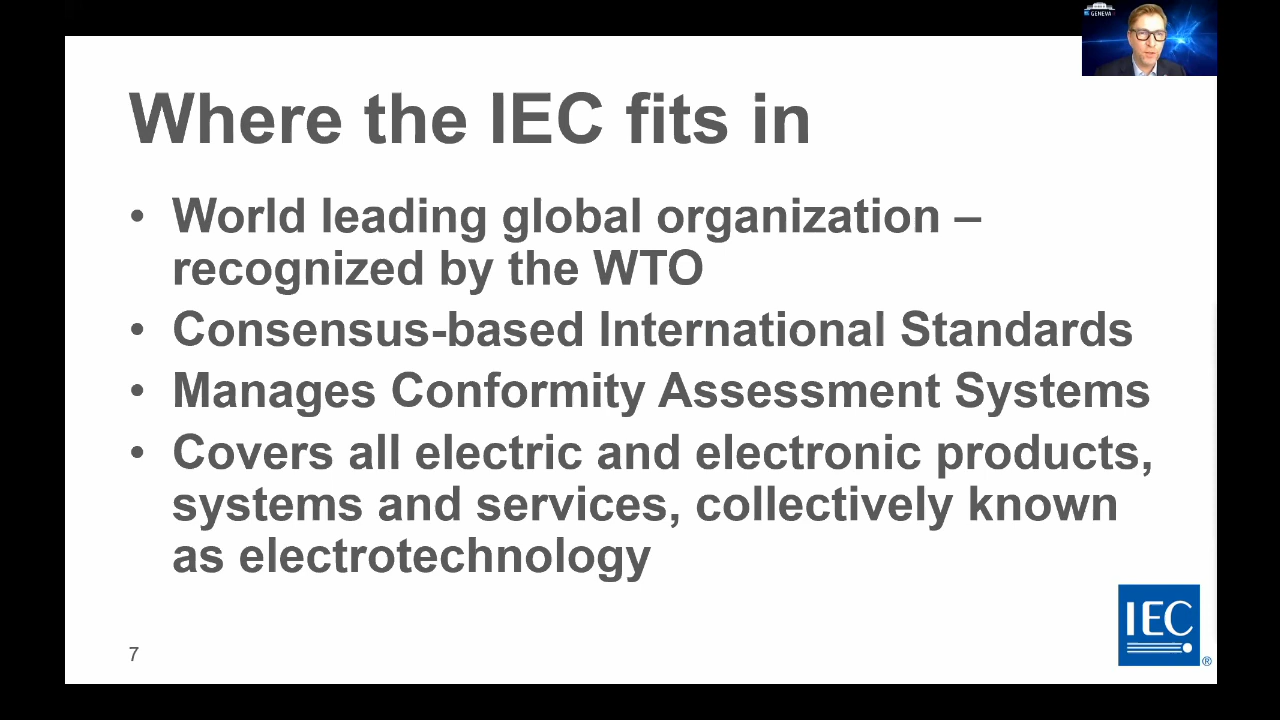 GENEVA
Where the IEC fits in
• World leading global organization –
recognized by the WTO
• Consensus-based International Standards
• Manages Conformity Assessment Systems
• Covers all electric and electronic products,
systems and services, collectively known
as electrotechnology
7
IEC
®